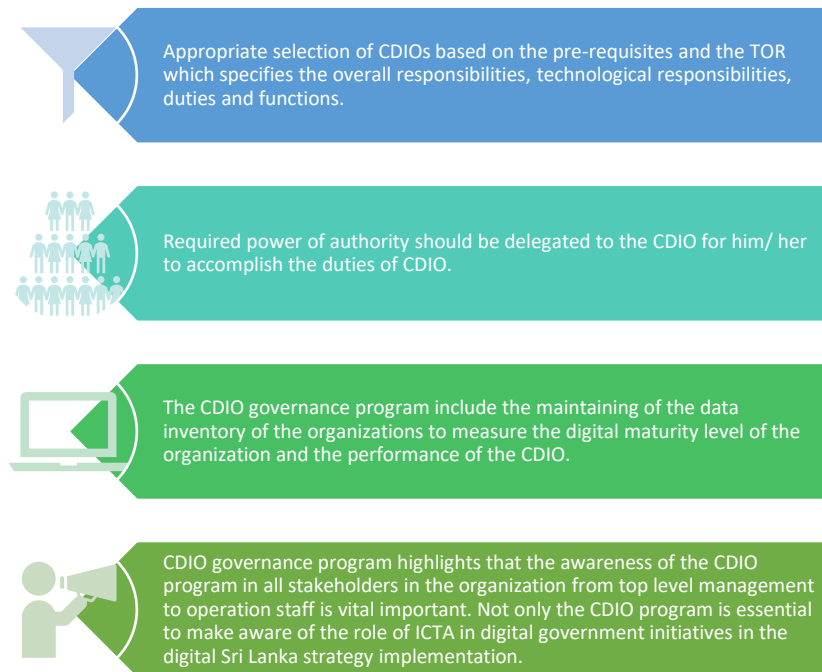 Appropriate selection of CDIOs based on the pre-requisites and the TOR
which specifies the overall responsibilities, technological responsibilities,
duties and functions.
Required power of authority should be delegated to the CDIO for him/ her
to accomplish the duties of CDIO.
The CDIO governance program include the maintaining of the data
inventory of the organizations to measure the digital maturity level of the
organization and the performance of the CDIO.
CDIO governance program highlights that the awareness of the CDIO
program in all stakeholders in the organization from top level management
to operation staff is vital important. Not only the CDIO program is essential
to make aware of the role of ICTA in digital government initiatives in the
digital Sri Lanka strategy implementation.